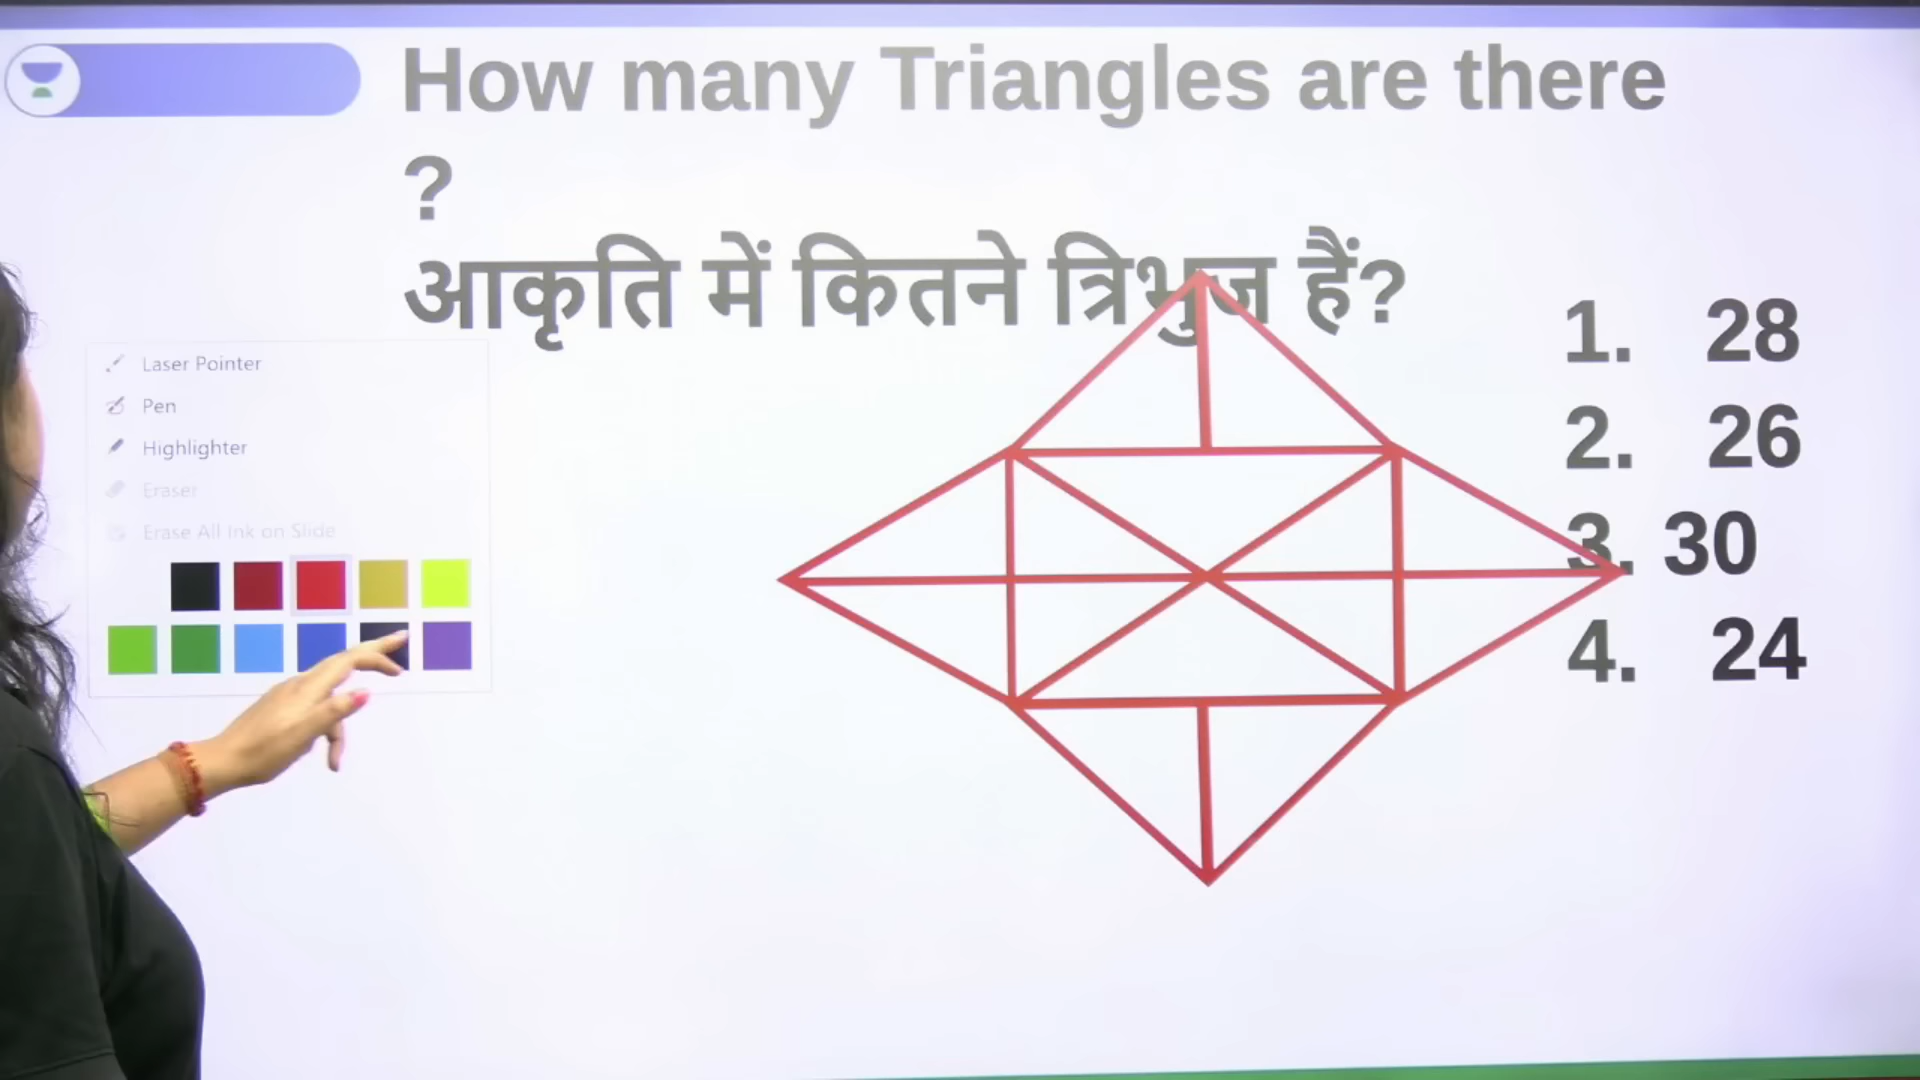 How many Triangles are there
?
आकृति में कितने त्रिभुज हैं?
1. 28
2. 26
3. 30
4. 24
Laser Pointer
Pen
Highlighter
Eraser
Erase All Ink on Slide